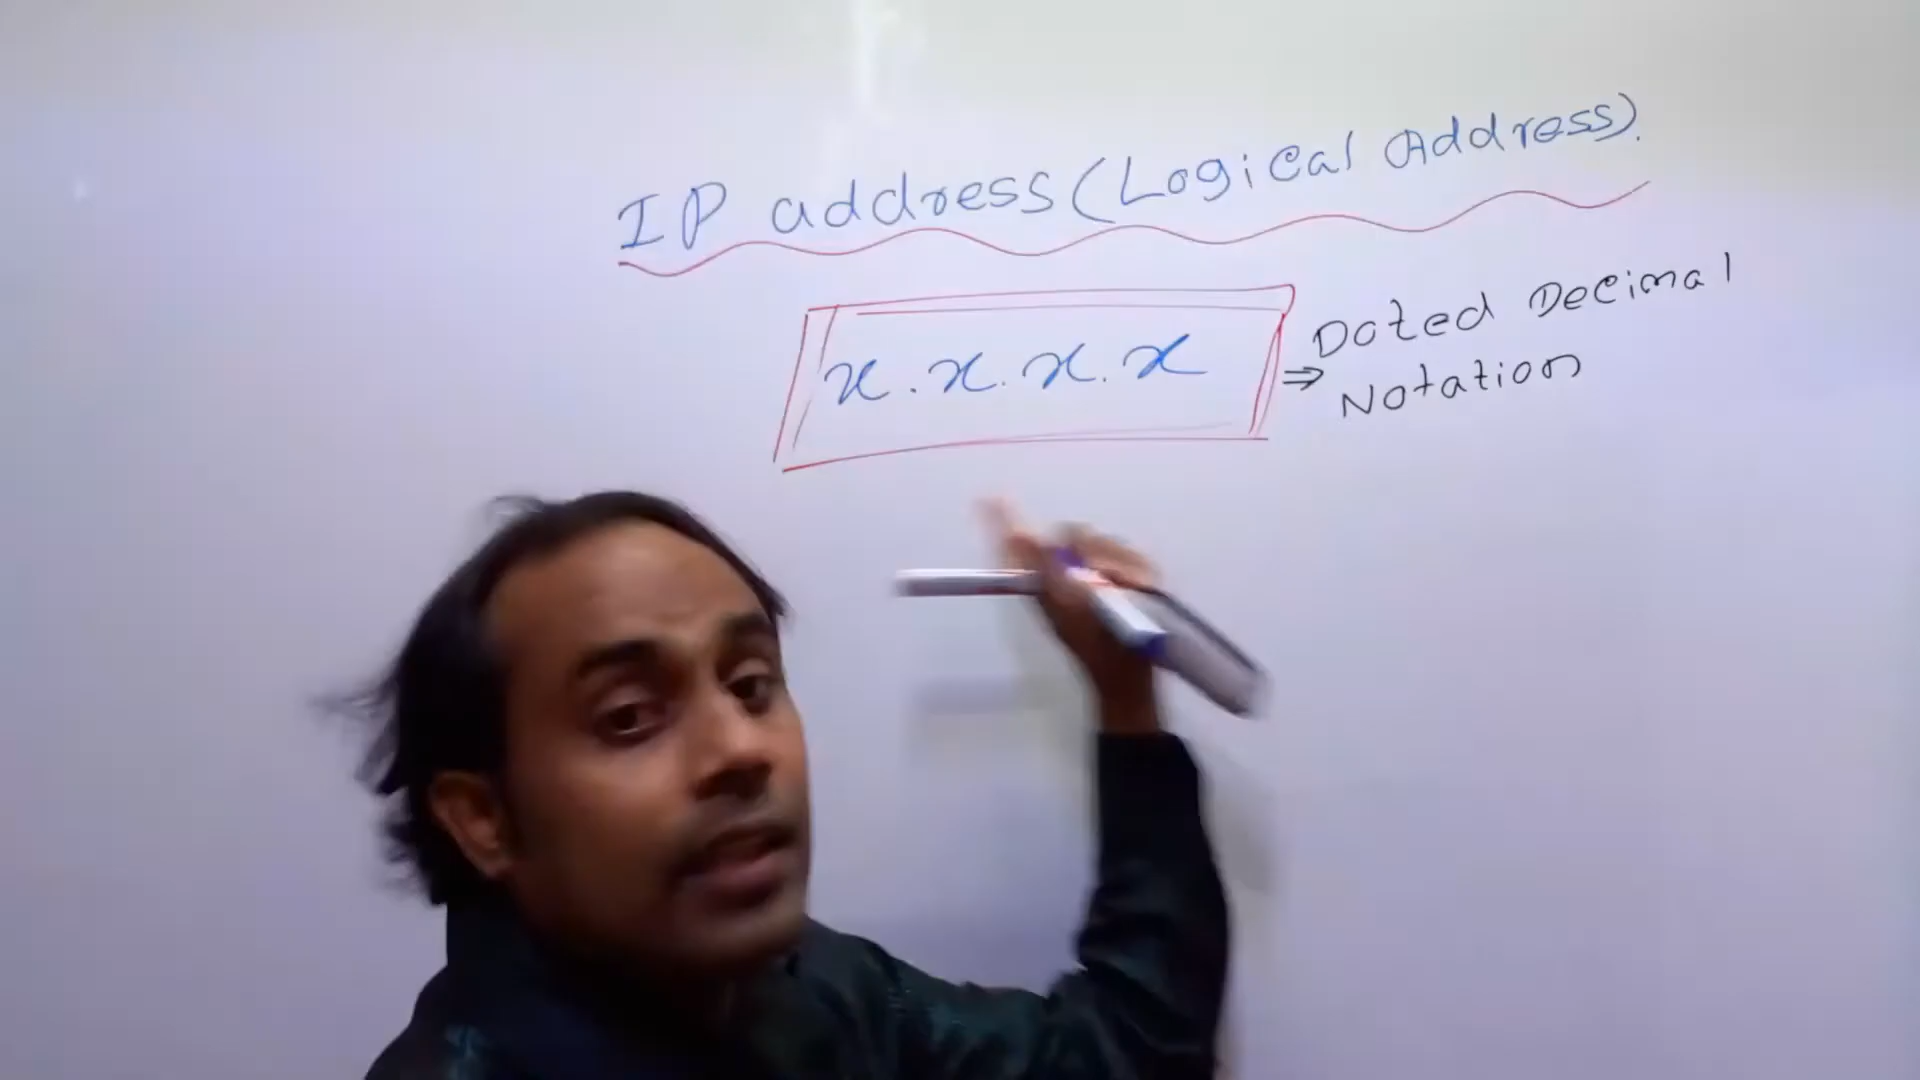 IP address (Logical Address).
x . x . x . x
⇒ Doted Decimal
Notation